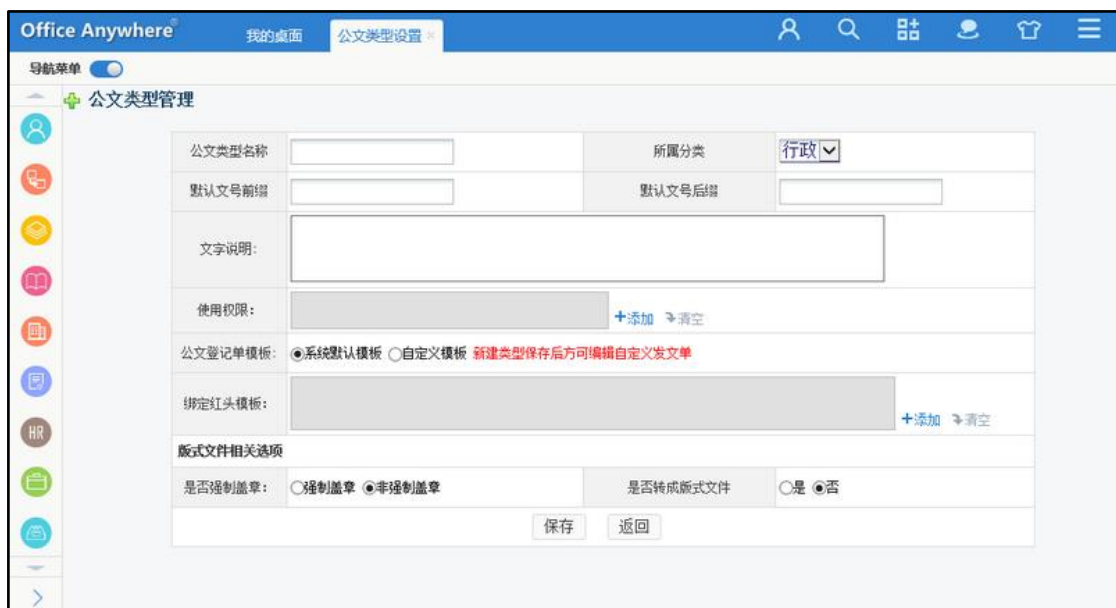 Office Anywhere® 我的桌面 公文类型设置 ×
导航菜单
公文类型管理
公文类型名称 所属分类 行政
默认文号前缀 默认文号后缀
文字说明:
使用权限: +添加 清空
公文登记单模板: 系统默认模板 自定义模板 新建类型保存后方可编辑自定义发文单
绑定红头模板: +添加 清空
版式文件相关选项
是否强制盖章: 强制盖章 非强制盖章 是否转成版式文件 是 否
HR
保存 返回